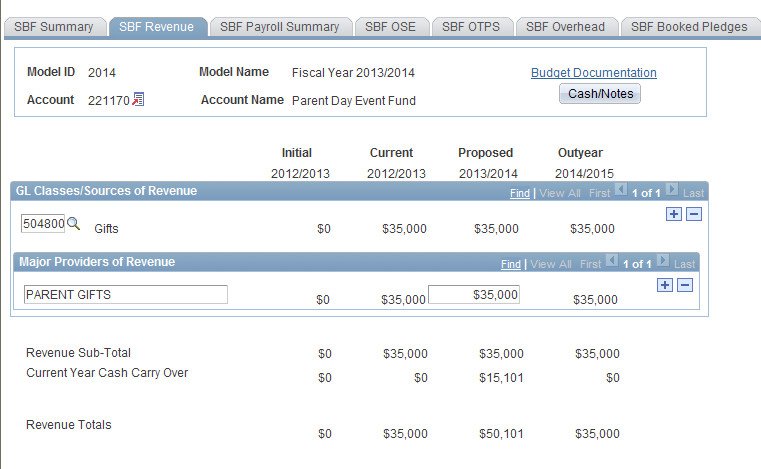 SBF Summary SBF Revenue SBF Payroll Summary SBF OSE SBF OTPS SBF Overhead SBF Booked Pledges
Model ID 2014 Model Name Fiscal Year 2013/2014 Budget Documentation
Account 221170 Account Name Parent Day Event Fund Cash/Notes
Initial Current Proposed Outyear
2012/2013 2012/2013 2013/2014 2014/2015
GL Classes/Sources of Revenue Find | View All First 1 of 1 Last
504800 Gifts $0 $35,000 $35,000 $35,000
Major Providers of Revenue Find | View All First 1 of 1 Last
PARENT GIFTS $0 $35,000 $35,000 $35,000
Revenue Sub-Total $0 $35,000 $35,000 $35,000
Current Year Cash Carry Over $0 $0 $15,101 $0
Revenue Totals $0 $35,000 $50,101 $35,000